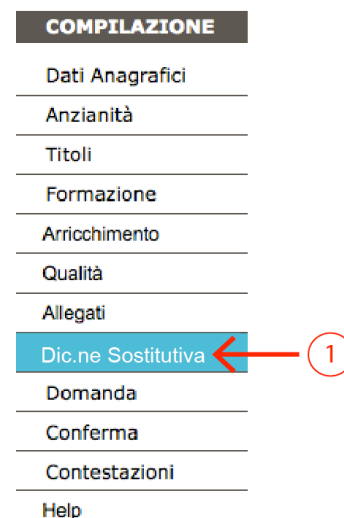 COMPILAZIONE
Dati Anagrafici
Anzianità
Titoli
Formazione
Arricchimento
Qualità
Allegati
Dic.ne Sostitutiva 1
Domanda
Conferma
Contestazioni
Help